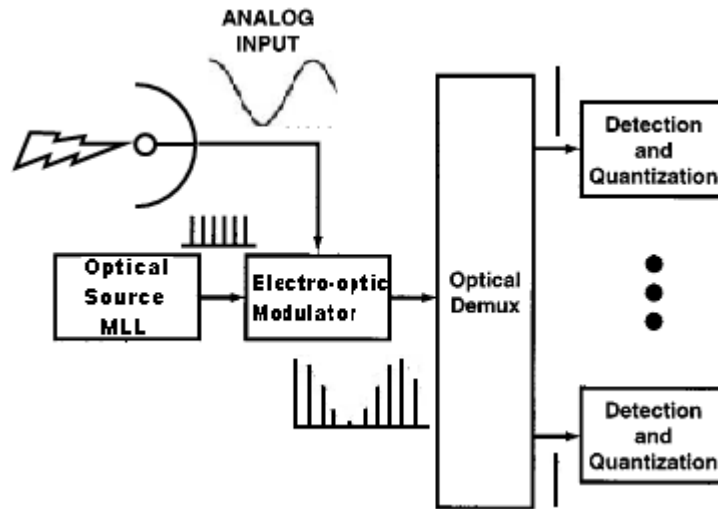 ANALOG
INPUT
Optical
Source
MLL
Electro-optic
Modulator
Optical
Demux
Detection
and
Quantization
Detection
and
Quantization